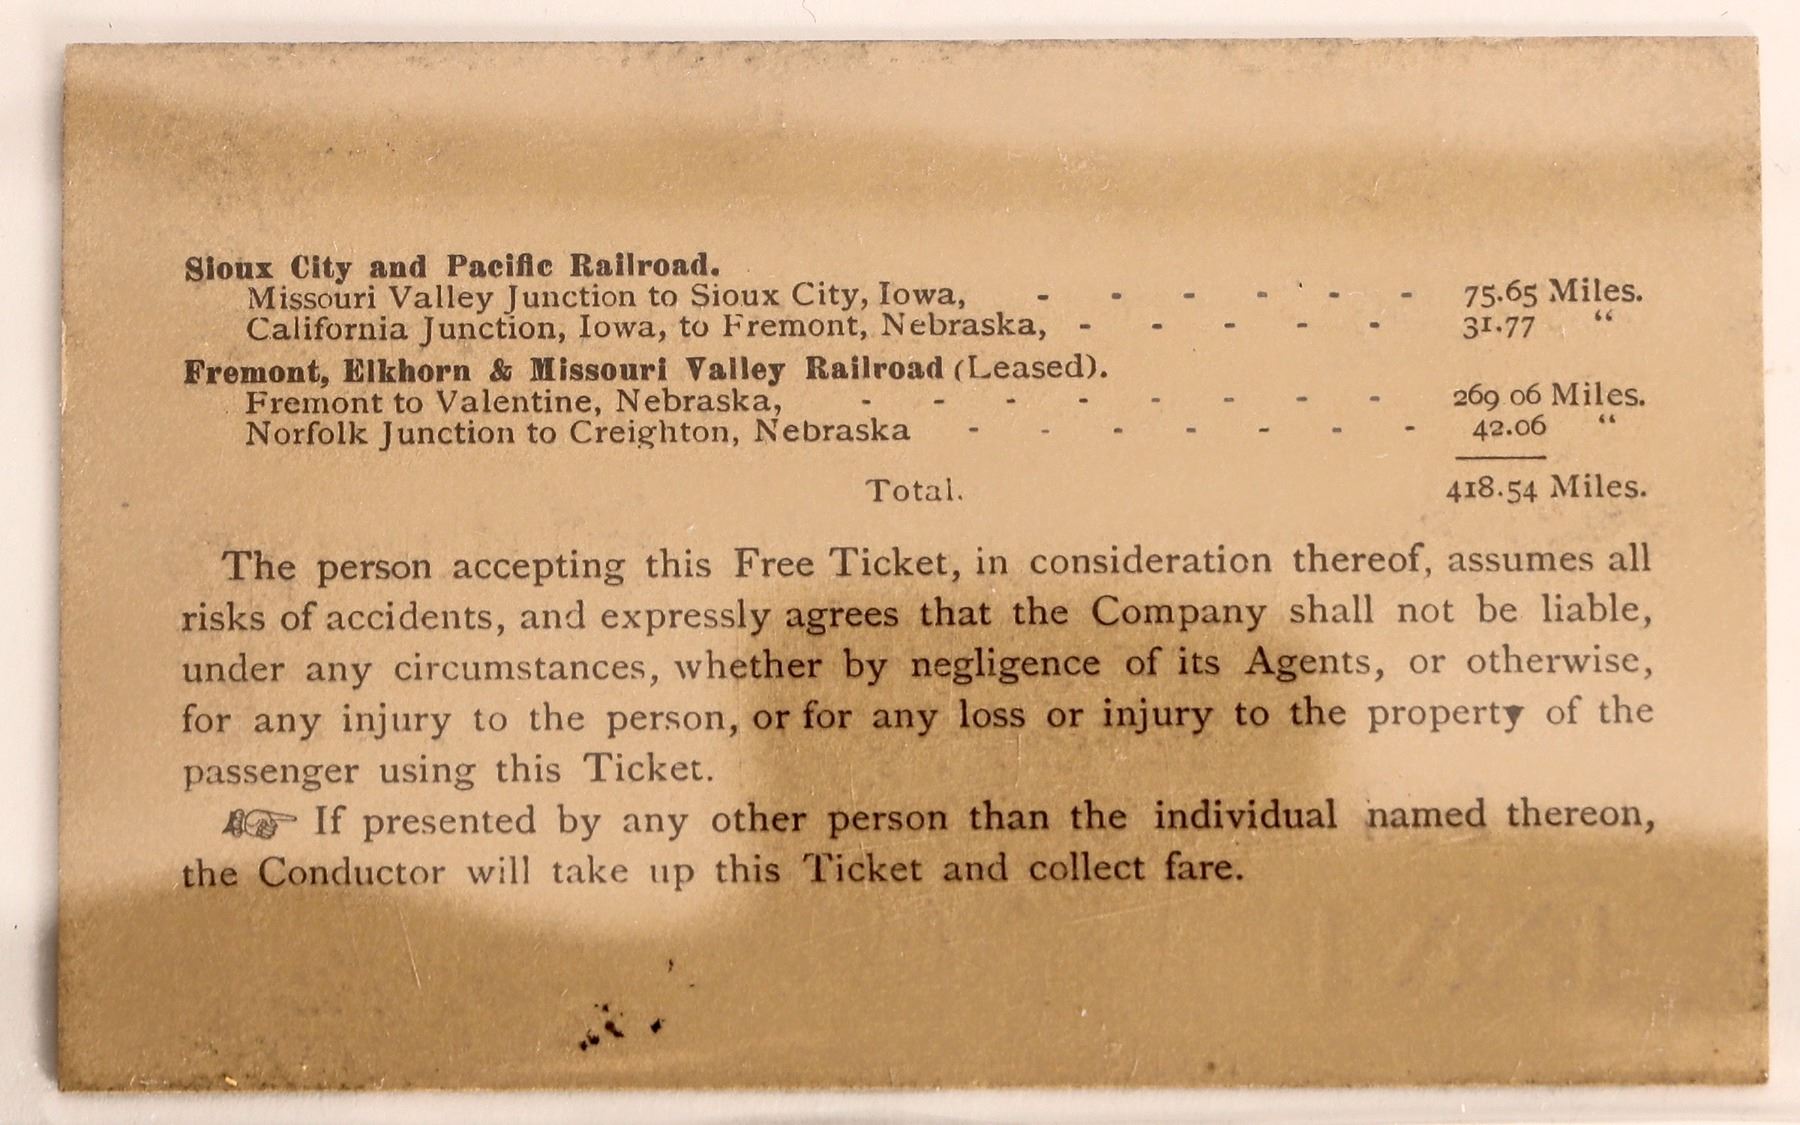 Sioux City and Pacific Railroad.
Missouri Valley Junction to Sioux City, Iowa, - - - - - - 75.65 Miles.
California Junction, Iowa, to Fremont, Nebraska, - - - - - 31.77 “
Fremont, Elkhorn & Missouri Valley Railroad (Leased).
Fremont to Valentine, Nebraska, - - - - - - - - 269 06 Miles.
Norfolk Junction to Creighton, Nebraska - - - - - - - 42.06 “
Total. 418.54 Miles.
The person accepting this Free Ticket, in consideration thereof, assumes all
risks of accidents, and expressly agrees that the Company shall not be liable,
under any circumstances, whether by negligence of its Agents, or otherwise,
for any injury to the person, or for any loss or injury to the property of the
passenger using this Ticket.
☞ If presented by any other person than the individual named thereon,
the Conductor will take up this Ticket and collect fare.